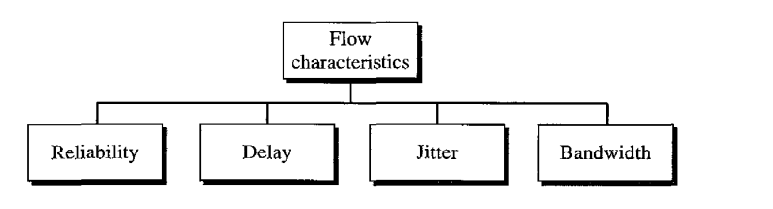 Flow
characteristics
Reliability
Delay
Jitter
Bandwidth